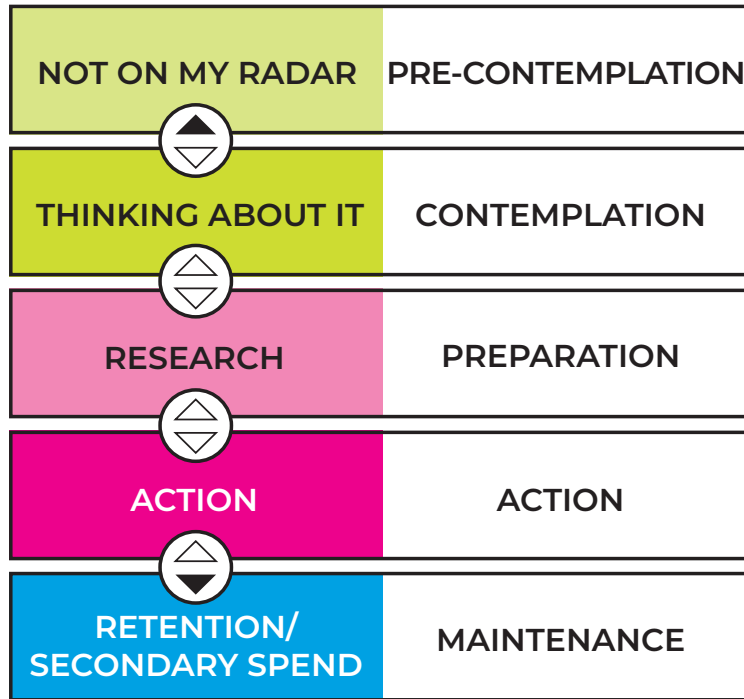 NOT ON MY RADAR
PRE-CONTEMPLATION
THINKING ABOUT IT
CONTEMPLATION
RESEARCH
PREPARATION
ACTION
ACTION
RETENTION/
SECONDARY SPEND
MAINTENANCE